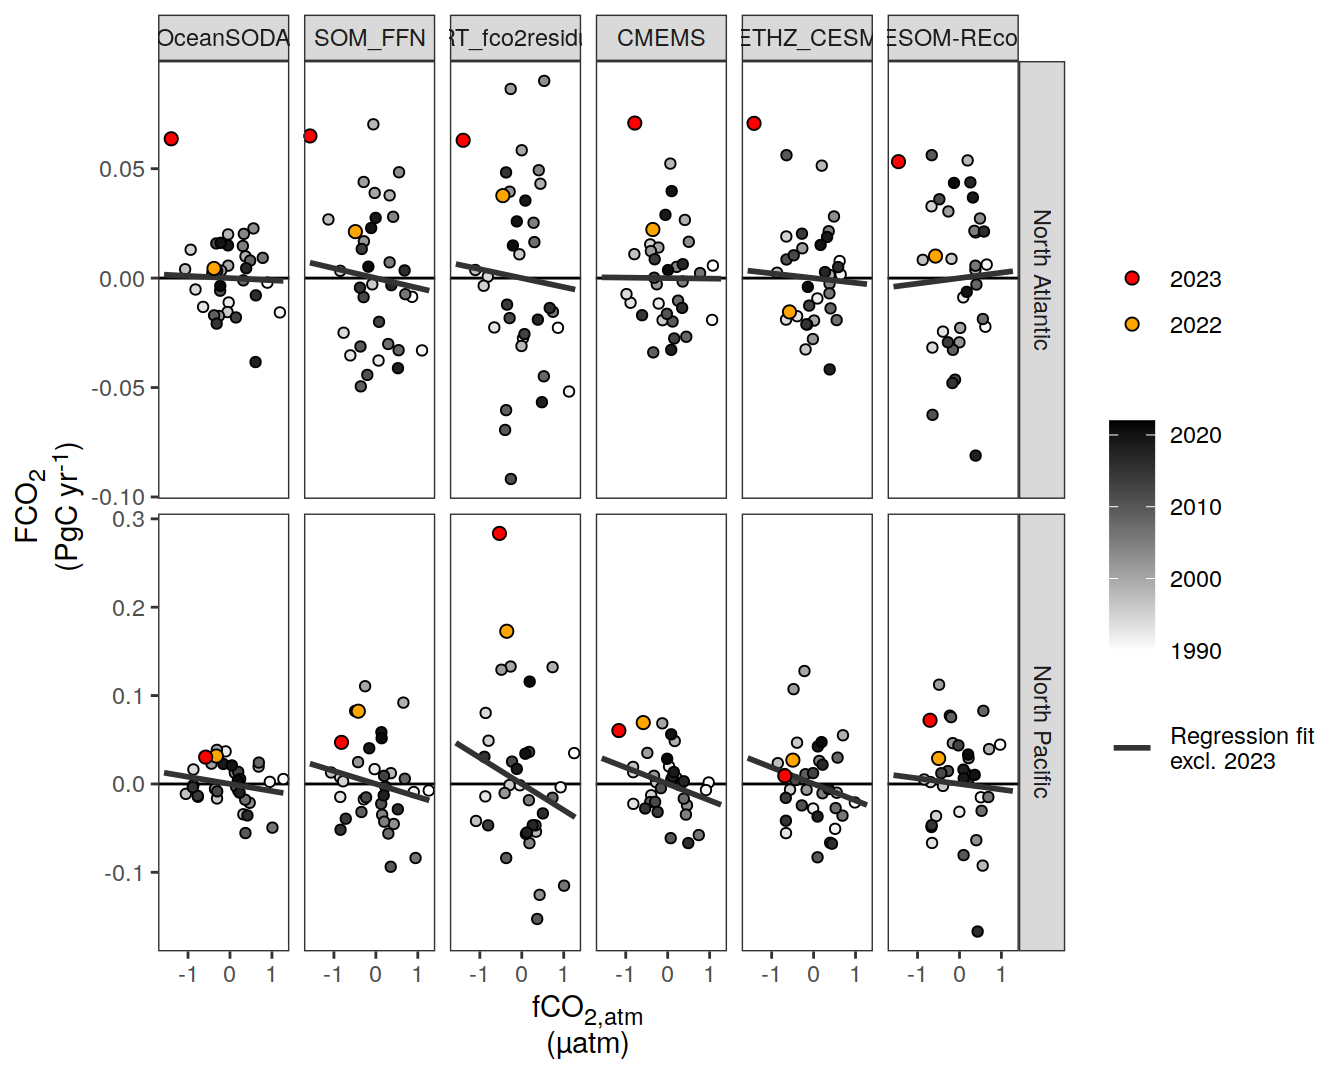 OceanSODA
SOM_FFN
RT_fco2resid
CMEMS
ETHZ_CESM
ESOM-REco
North Atlantic
0.05
0.00
-0.05
-0.10
FCO2
(PgC yr-1)
North Pacific
0.3
0.2
0.1
0.0
-0.1
-1 0 1
-1 0 1
-1 0 1
-1 0 1
-1 0 1
-1 0 1
fCO2,atm
(µatm)
2023
2022
2020
2010
2000
1990
Regression fit
excl. 2023